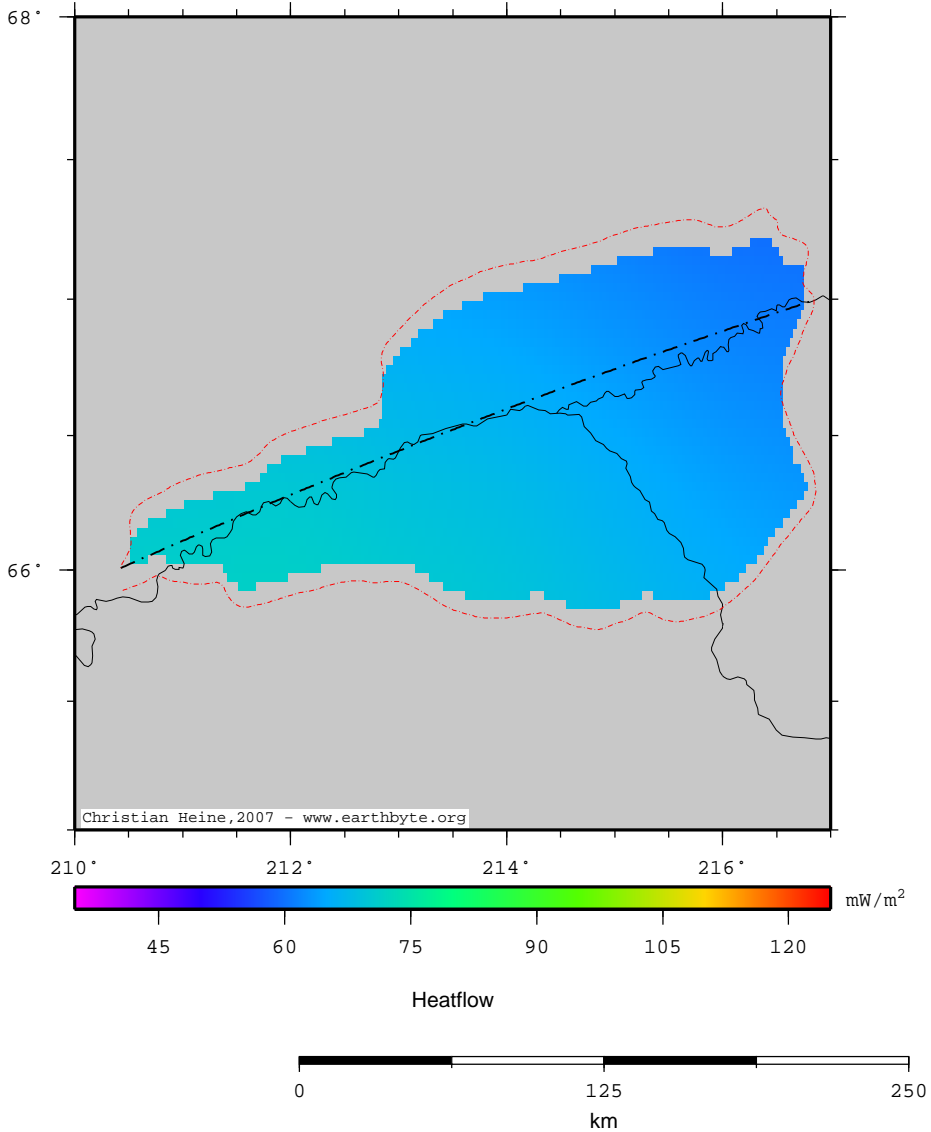 68°
66°
Christian Heine,2007 - www.earthbyte.org
210° 212° 214° 216°
mW/m²
45 60 75 90 105 120
Heatflow
0 125 250
km